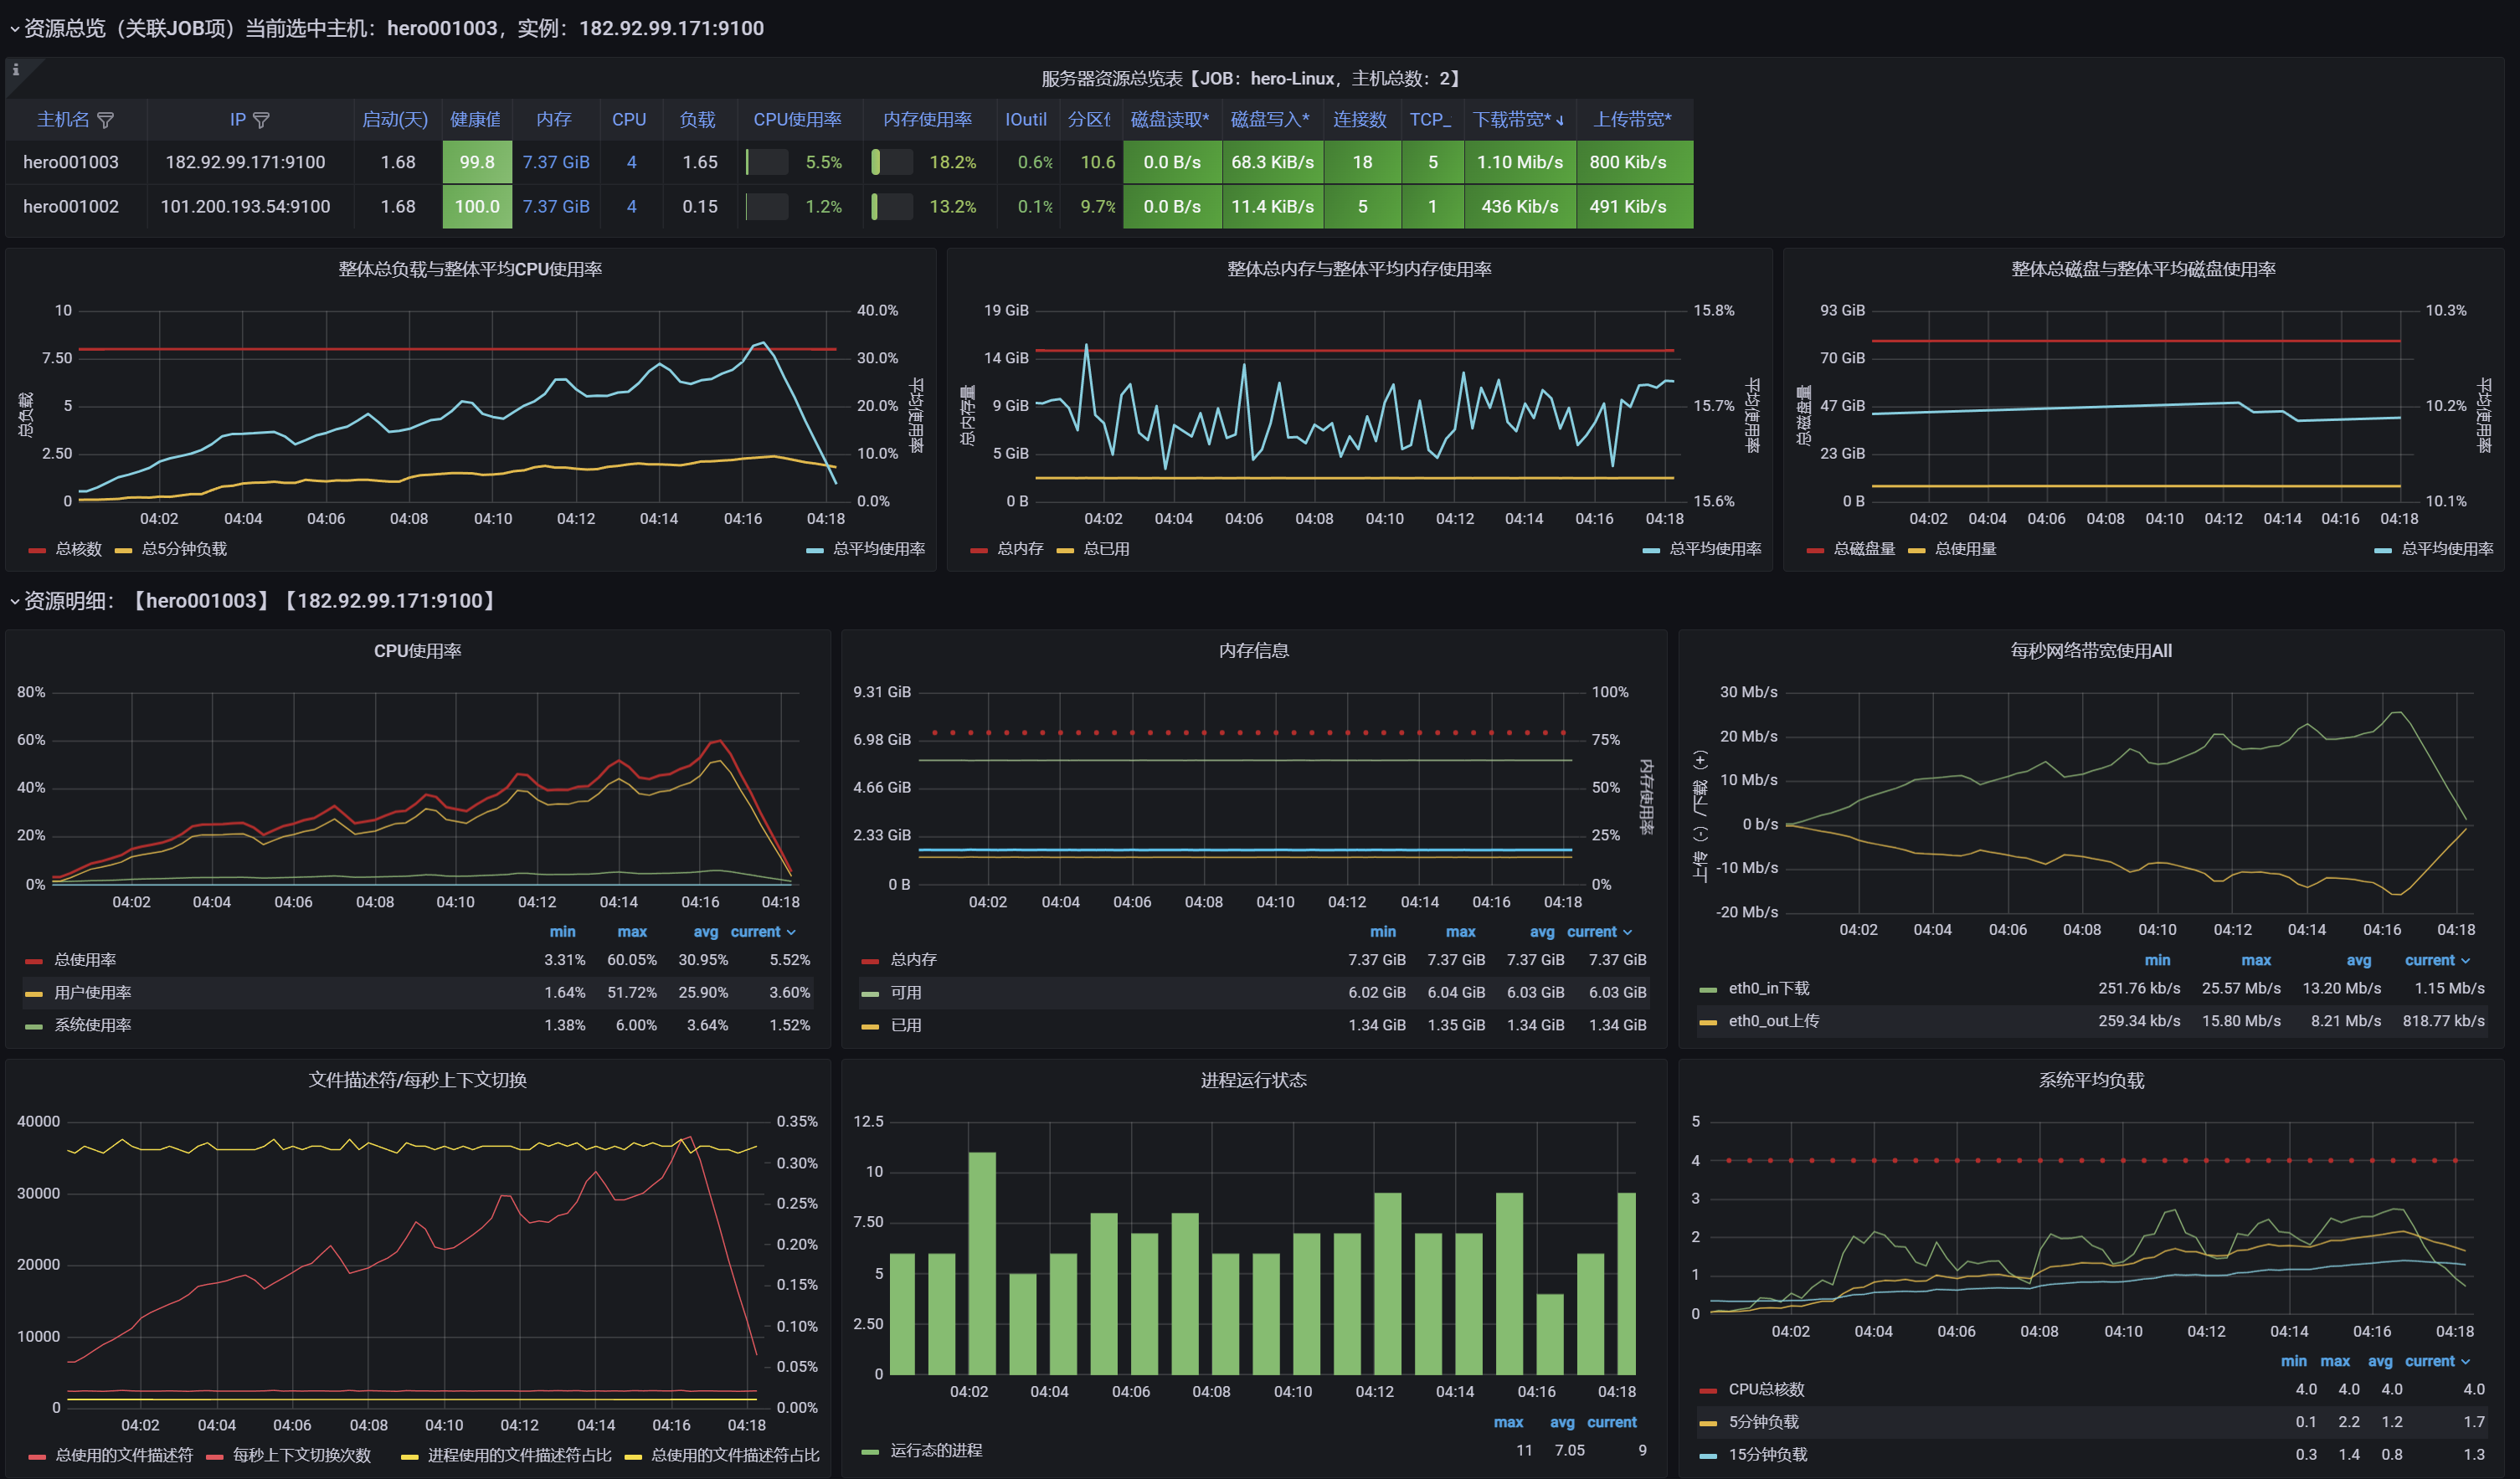 资源总览（关联JOB项）当前选中主机：hero001003，实例：182.92.99.171:9100
服务器资源总览表【JOB：hero-Linux，主机总数：2】
主机名 IP 启动(天) 健康值 内存 CPU 负载 CPU使用率 内存使用率 IOutil 分区 磁盘读取* 磁盘写入* 连接数 TCP_ 下载带宽* 上传带宽*
hero001003 182.92.99.171:9100 1.68 99.8 7.37 GiB 4 1.65 5.5% 18.2% 0.6% 10.6 0.0 B/s 68.3 KiB/s 18 5 1.10 Mib/s 800 Kib/s
hero001002 101.200.193.54:9100 1.68 100.0 7.37 GiB 4 0.15 1.2% 13.2% 0.1% 9.7% 0.0 B/s 11.4 KiB/s 5 1 436 Kib/s 491 Kib/s
整体总负载与整体平均CPU使用率
10 40.0%
7.50 30.0%
5 20.0%
2.50 10.0%
0 0.0%
总负载
平均使用率
04:02 04:04 04:06 04:08 04:10 04:12 04:14 04:16 04:18
总核数 总5分钟负载 总平均使用率
整体总内存与整体平均内存使用率
19 GiB 15.8%
14 GiB
9 GiB 15.7%
5 GiB
0 B 15.6%
总内存量
平均使用率
04:02 04:04 04:06 04:08 04:10 04:12 04:14 04:16 04:18
总内存 总已用 总平均使用率
整体总磁盘与整体平均磁盘使用率
93 GiB 10.3%
70 GiB
47 GiB 10.2%
23 GiB
0 B 10.1%
总磁盘量
平均使用率
04:02 04:04 04:06 04:08 04:10 04:12 04:14 04:16 04:18
总磁盘量 总使用量 总平均使用率
资源明细：【hero001003】【182.92.99.171:9100】
CPU使用率
80%
60%
40%
20%
0%
04:02 04:04 04:06 04:08 04:10 04:12 04:14 04:16 04:18
min max avg current
总使用率 3.31% 60.05% 30.95% 5.52%
用户使用率 1.64% 51.72% 25.90% 3.60%
系统使用率 1.38% 6.00% 3.64% 1.52%
内存信息
9.31 GiB 100%
6.98 GiB 75%
4.66 GiB 50%
2.33 GiB 25%
0 B 0%
内存使用率
04:02 04:04 04:06 04:08 04:10 04:12 04:14 04:16 04:18
min max avg current
总内存 7.37 GiB 7.37 GiB 7.37 GiB 7.37 GiB
可用 6.02 GiB 6.04 GiB 6.03 GiB 6.03 GiB
已用 1.34 GiB 1.35 GiB 1.34 GiB 1.34 GiB
每秒网络带宽使用All
30 Mb/s
20 Mb/s
10 Mb/s
0 b/s
-10 Mb/s
-20 Mb/s
上传（-）/下载（+）
04:02 04:04 04:06 04:08 04:10 04:12 04:14 04:16 04:18
min max avg current
eth0_in下载 251.76 kb/s 25.57 Mb/s 13.20 Mb/s 1.15 Mb/s
eth0_out上传 259.34 kb/s 15.80 Mb/s 8.21 Mb/s 818.77 kb/s
文件描述符/每秒上下文切换
40000 0.35%
0.30%
30000 0.25%
20000 0.20%
0.15%
10000 0.10%
0.05%
0 0.00%
04:02 04:04 04:06 04:08 04:10 04:12 04:14 04:16 04:18
总使用的文件描述符 每秒上下文切换次数 进程使用的文件描述符占比 总使用的文件描述符占比
进程运行状态
12.5
10
7.50
5
2.50
0
04:02 04:04 04:06 04:08 04:10 04:12 04:14 04:16 04:18
max avg current
运行态的进程 11 7.05 9
系统平均负载
5
4
3
2
1
0
04:02 04:04 04:06 04:08 04:10 04:12 04:14 04:16 04:18
min max avg current
CPU总核数 4.0 4.0 4.0 4.0
5分钟负载 0.1 2.2 1.2 1.7
15分钟负载 0.3 1.4 0.8 1.3